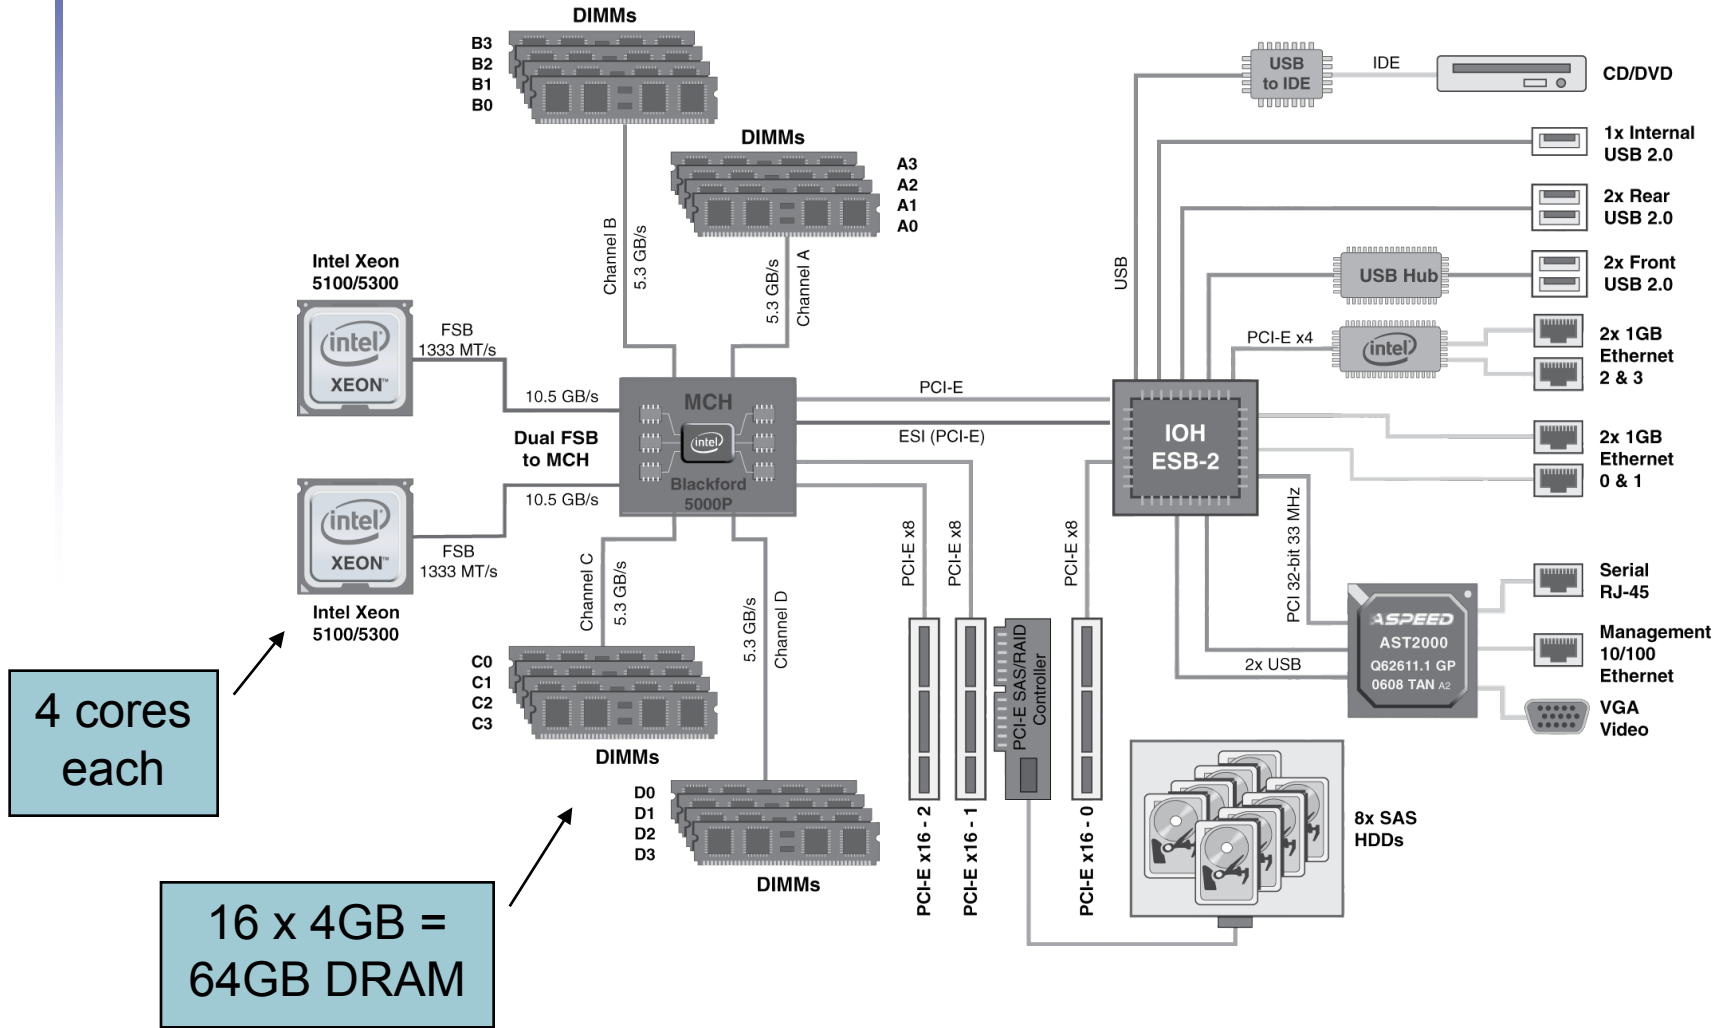 DIMMs
B3
B2
B1
B0
DIMMs
A3
A2
A1
A0
Channel B
5.3 GB/s
5.3 GB/s
Channel A
Intel Xeon
5100/5300
intel
XEON™
FSB
1333 MT/s
10.5 GB/s
Dual FSB
to MCH
10.5 GB/s
intel
XEON™
FSB
1333 MT/s
Intel Xeon
5100/5300
MCH
intel
Blackford
5000P
PCI-E
ESI (PCI-E)
Channel C
5.3 GB/s
5.3 GB/s
Channel D
C0
C1
C2
C3
DIMMs
D0
D1
D2
D3
DIMMs
4 cores
each
16 x 4GB =
64GB DRAM
PCI-E x8
PCI-E x8
PCI-E x8
PCI-E x16 - 2
PCI-E x16 - 1
PCI-E SAS/RAID
Controller
PCI-E x16 - 0
8x SAS
HDDs
IOH
ESB-2
USB
USB
to IDE
IDE
CD/DVD
1x Internal
USB 2.0
2x Rear
USB 2.0
USB Hub
2x Front
USB 2.0
PCI-E x4
intel
2x 1GB
Ethernet
2 & 3
2x 1GB
Ethernet
0 & 1
PCI 32-bit 33 MHz
2x USB
ASPEED
AST2000
Q62611.1 GP
0608 TAN A2
Serial
RJ-45
Management
10/100
Ethernet
VGA
Video